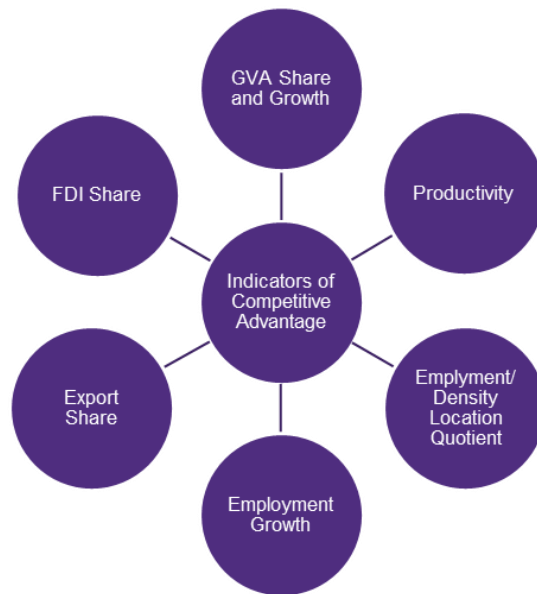 GVA Share
and Growth
FDI Share
Productivity
Indicators of
Competitive
Advantage
Export
Share
Emplyment/
Density
Location
Quotient
Employment
Growth